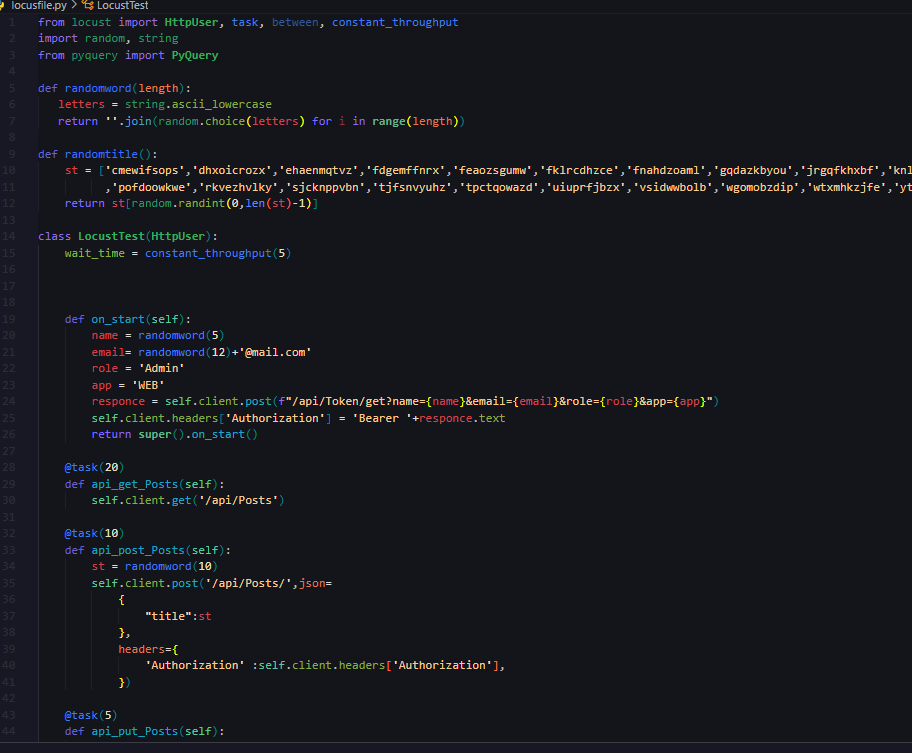 locusfile.py > LocustTest
1 from locust import HttpUser, task, between, constant_throughput
2 import random, string
3 from pyquery import PyQuery
4
5 def randomword(length):
6 letters = string.ascii_lowercase
7 return ''.join(random.choice(letters) for i in range(length))
8
9 def randomtitle():
10 st = ['cmewifsops','dhxoicrozx','ehaenmqtvz','fdgemffnrx','feaozsgumw','fklrcdhzce','fnahdzoaml','gqdazkbyou','jrgqfkhxbf','knl
11 ,'pofdoowkwe','rkvezhvlky','sjcknppvbn','tjfsnvyuhz','tpctqowazd','uiuprfjbzx','vsidwwbolb','wgomobzdip','wtxmhkzjfe','yt
12 return st[random.randint(0,len(st)-1)]
13
14 class LocustTest(HttpUser):
15 wait_time = constant_throughput(5)
16
17
18
19 def on_start(self):
20 name = randomword(5)
21 email= randomword(12)+'@mail.com'
22 role = 'Admin'
23 app = 'WEB'
24 responce = self.client.post(f"/api/Token/get?name={name}&email={email}&role={role}&app={app}")
25 self.client.headers['Authorization'] = 'Bearer '+responce.text
26 return super().on_start()
27
28 @task(20)
29 def api_get_Posts(self):
30 self.client.get('/api/Posts')
31
32 @task(10)
33 def api_post_Posts(self):
34 st = randomword(10)
35 self.client.post('/api/Posts/',json=
36 {
37 "title":st
38 },
39 headers={
40 'Authorization' :self.client.headers['Authorization'],
41 })
42
43 @task(5)
44 def api_put_Posts(self):